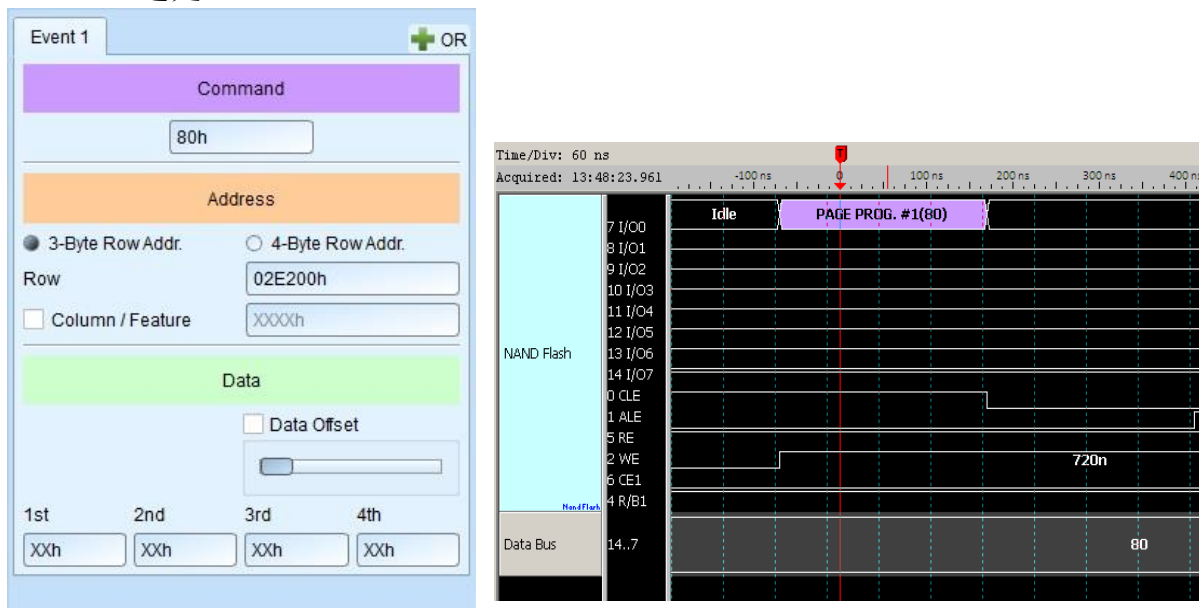 Event 1
OR
Command
80h
Address
3-Byte Row Addr.
4-Byte Row Addr.
Row
02E200h
Column / Feature
XXXXh
Data
Data Offset
1st 2nd 3rd 4th
XXh XXh XXh XXh
Time/Div: 60 ns
Acquired: 13:48:23.961
-100 ns 0 100 ns 200 ns 300 ns 400 n
T
Idle
PAGE PROG. #1(80)
7 I/O0
8 I/O1
9 I/O2
10 I/O3
11 I/O4
12 I/O5
NAND Flash
13 I/O6
14 I/O7
0 CLE
1 ALE
5 RE
2 WE
720n
6 CE1
4 R/B1
NandFlash
Data Bus
14..7
80